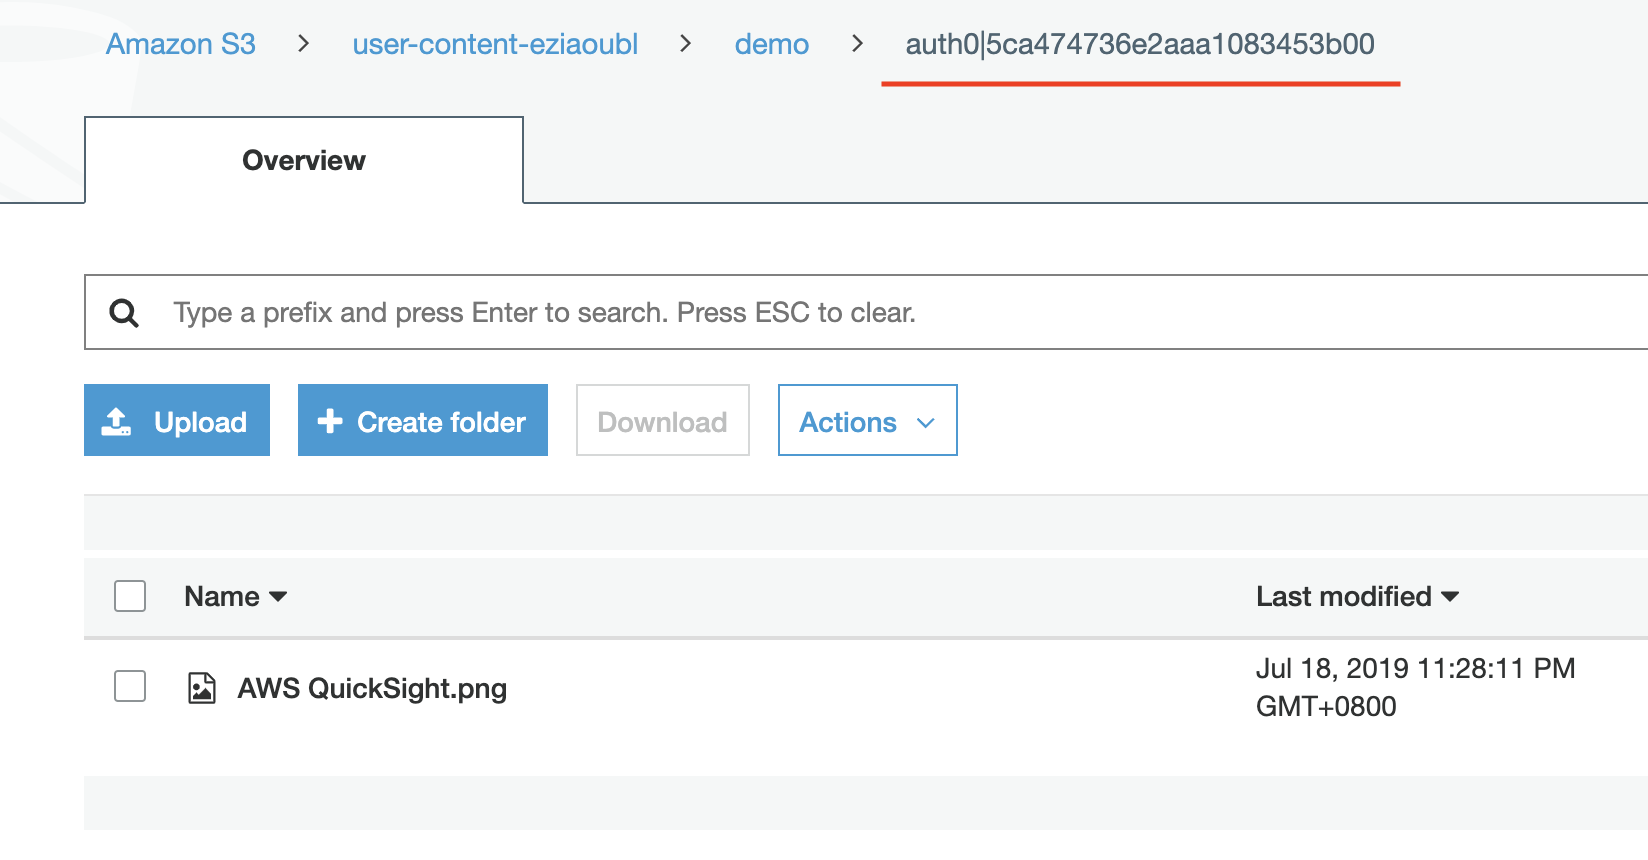 Amazon S3 > user-content-eziaoubl > demo > auth0|5ca474736e2aaa1083453b00
Overview
Type a prefix and press Enter to search. Press ESC to clear.
Upload Create folder Download Actions
Name Last modified
AWS QuickSight.png Jul 18, 2019 11:28:11 PM
GMT+0800